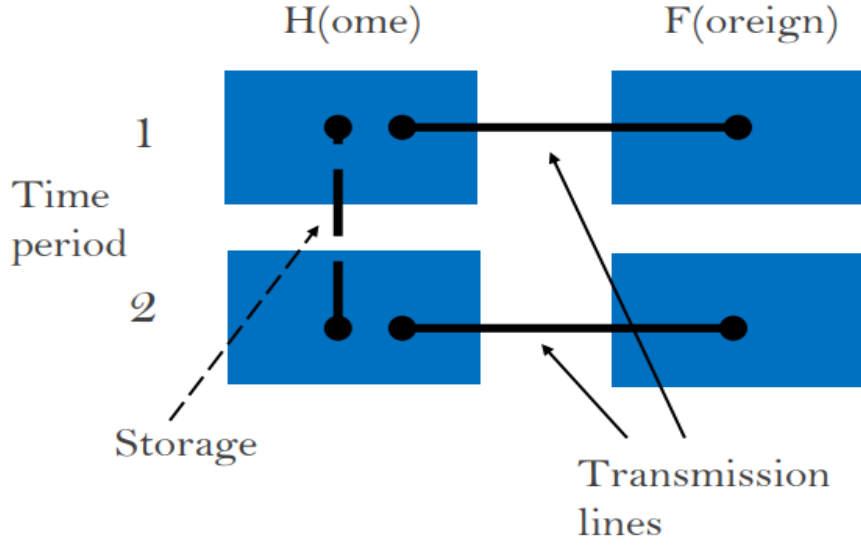 H(ome)
F(oreign)
1
Time
period
2
Storage
Transmission
lines